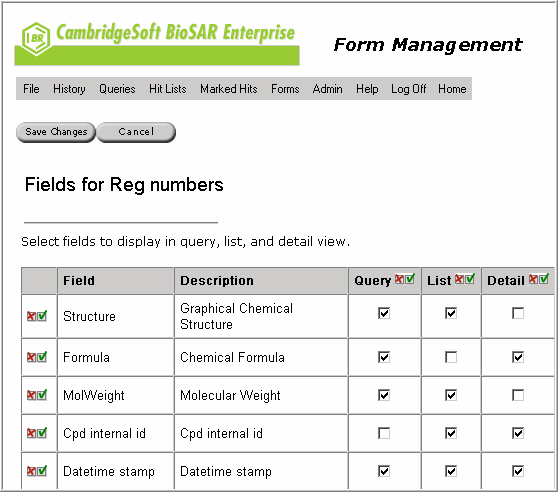 BR CambridgeSoft BioSAR Enterprise
Form Management
File History Queries Hit Lists Marked Hits Forms Admin Help Log Off Home
Save Changes Cancel
Fields for Reg numbers
Select fields to display in query, list, and detail view.
Field Description Query List Detail
Structure Graphical Chemical
Structure
Formula Chemical Formula
MolWeight Molecular Weight
Cpd internal id Cpd internal id
Datetime stamp Datetime stamp